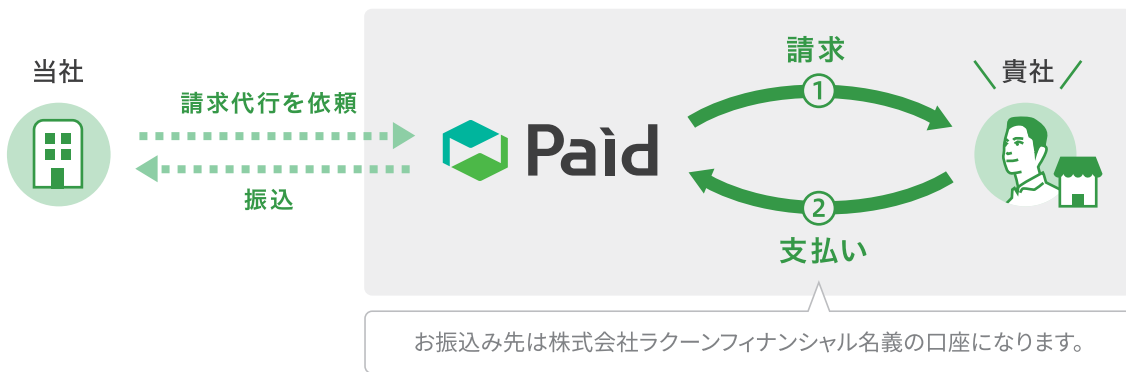 当社
請求代行を依頼
振込
Paid
請求
1
貴社
2
支払い
お振込み先は株式会社ラクーンフィナンシャル名義の口座になります。